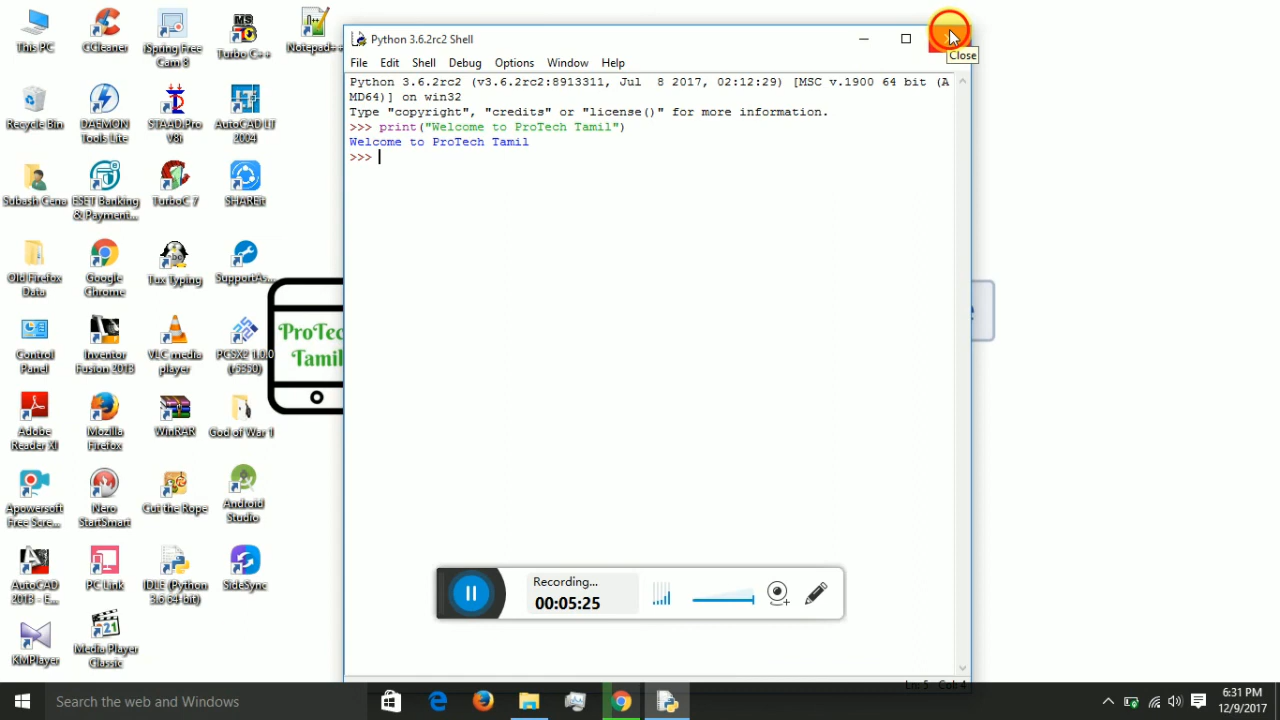 This PC
CCleaner
iSpring Free
Cam 8
Turbo C++
Notepad++
Recycle Bin
DAEMON
Tools Lite
STAAD.Pro
V8i
AutoCAD LT
2004
Subash Cena
ESET Banking
& Payment...
TurboC 7
SHAREit
Old Firefox
Data
Google
Chrome
Tux Typing
SupportAs...
Control
Panel
Inventor
Fusion 2013
VLC media
player
PCSX2 1.0.0
(r5350)
Adobe
Reader XI
Mozilla
Firefox
WinRAR
God of War 1
Apowersoft
Free Scre...
Nero
StartSmart
Cut the Rope
Android
Studio
AutoCAD
2013 - E...
PC Link
IDLE (Python
3.6 64-bit)
SideSync
KMPlayer
Media Player
Classic
ProTec
Tamil
Python 3.6.2rc2 Shell
Close
File Edit Shell Debug Options Window Help
Python 3.6.2rc2 (v3.6.2rc2:8913311, Jul  8 2017, 02:12:29) [MSC v.1900 64 bit (A
MD64)] on win32
Type "copyright", "credits" or "license()" for more information.
>>> print("Welcome to ProTech Tamil")
Welcome to ProTech Tamil
>>>
Recording...
00:05:25
Ln: 5 Col: 4
Search the web and Windows
6:31 PM
12/9/2017